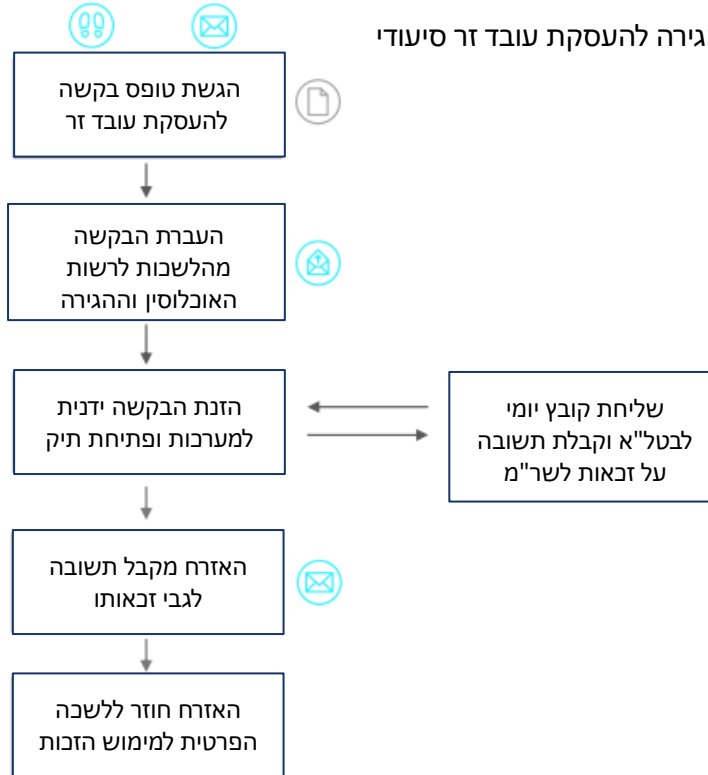 גירה להעסקת עובד זר סיעודי
הגשת טופס בקשה
להעסקת עובד זר
העברת הבקשה
מהלשכות לרשות
האוכלוסין וההגירה
הזנת הבקשה ידנית
למערכות ופתיחת תיק
שליחת קובץ יומי
לבטל"א וקבלת תשובה
על זכאות לשר"מ
האזרח מקבל תשובה
לגבי זכאותו
האזרח חוזר ללשכה
הפרטית למימוש הזכות